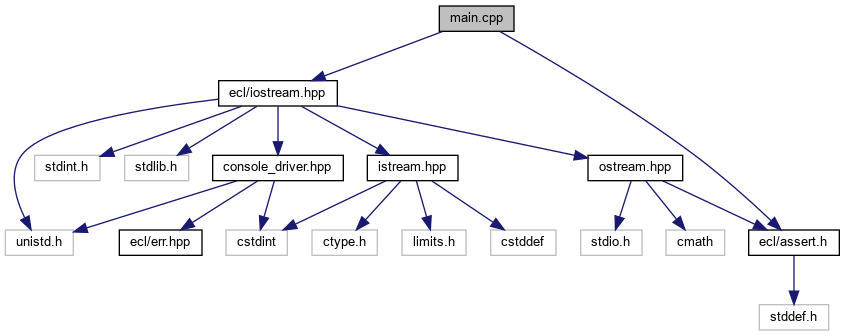 main.cpp
ecl/iostream.hpp
stdint.h
stdlib.h
console_driver.hpp
istream.hpp
ostream.hpp
unistd.h
ecl/err.hpp
cstdint
ctype.h
limits.h
cstddef
stdio.h
cmath
ecl/assert.h
stddef.h